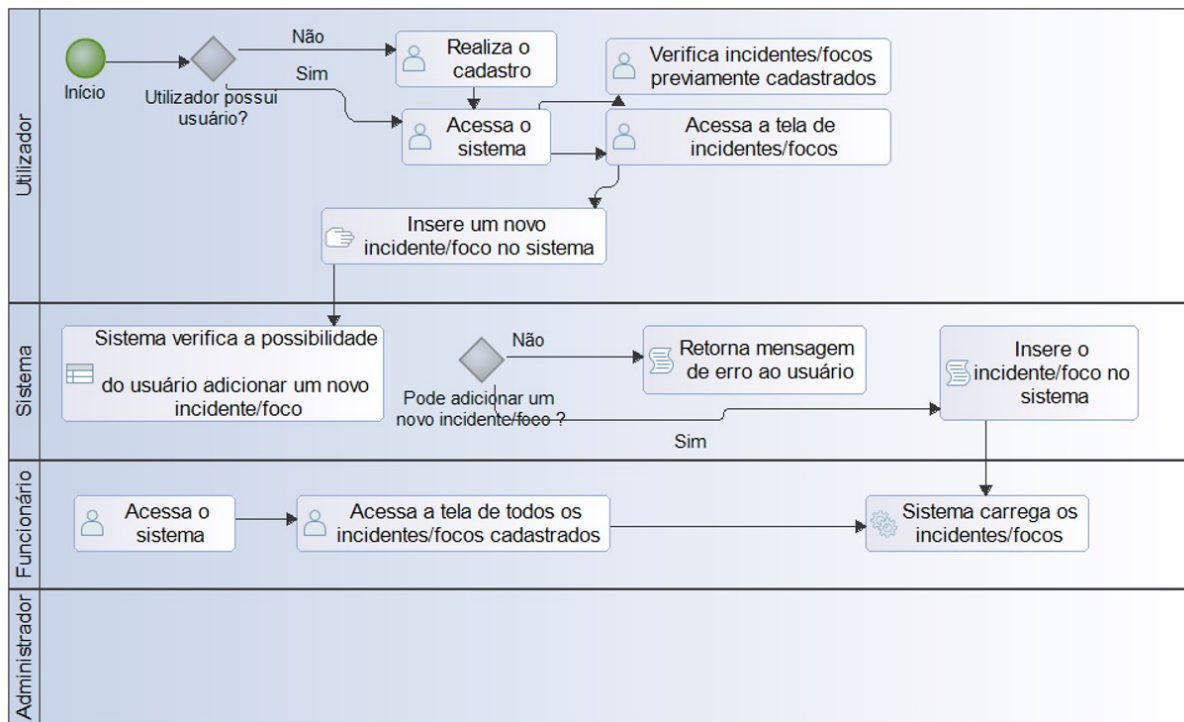 Utilizador
Início
Utilizador possui
usuário?
Não
Sim
Realiza o
cadastro
Acessa o
sistema
Verifica incidentes/focos
previamente cadastrados
Acessa a tela de
incidentes/focos
Insere um novo
incidente/foco no sistema
Sistema
Sistema verifica a possibilidade
do usuário adicionar um novo
incidente/foco
Pode adicionar um
novo incidente/foco ?
Não
Sim
Retorna mensagem
de erro ao usuário
Insere o
incidente/foco no
sistema
Funcionário
Acessa o
sistema
Acessa a tela de todos os
incidentes/focos cadastrados
Sistema carrega os
incidentes/focos
Administrador